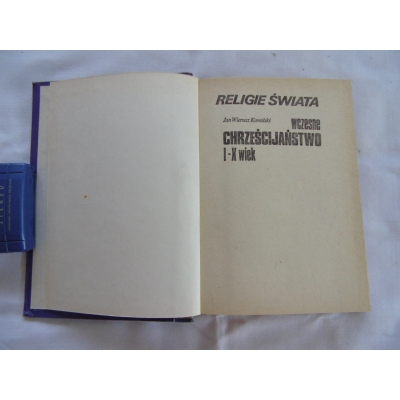 RELIGIE ŚWIATA
Jan Wierusz Kowalski
wczesne
CHRZEŚCIJAŃSTWO
I-X wiek